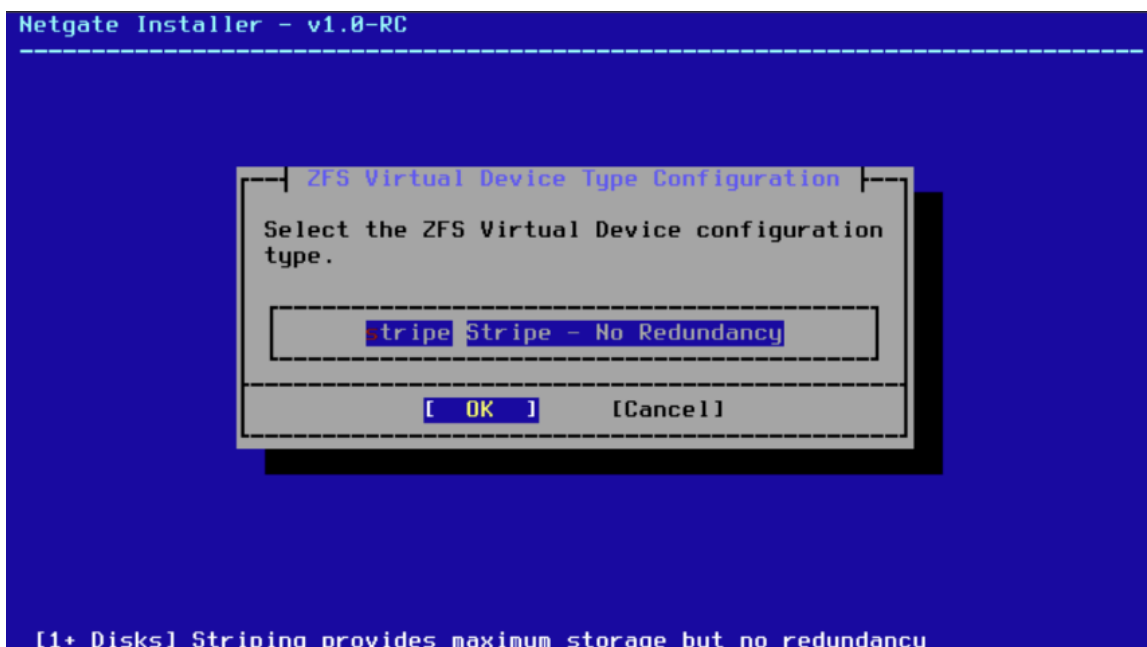 Netgate Installer - v1.0-RC
ZFS Virtual Device Type Configuration
Select the ZFS Virtual Device configuration
type.
stripe Stripe - No Redundancy
[ OK ] [Cancel]
[1+ Disks] Striping provides maximum storage but no redundancy